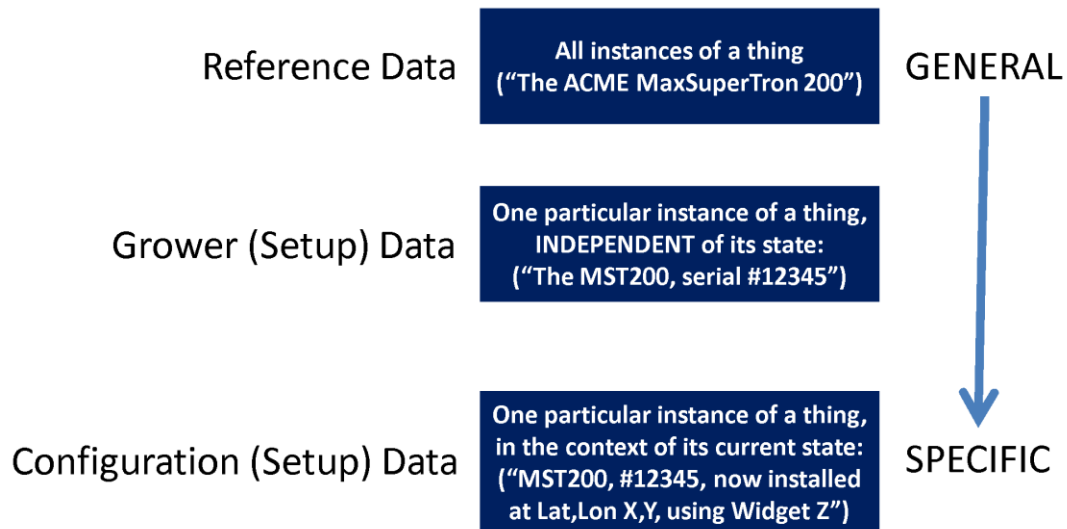 Reference Data
All instances of a thing
(“The ACME MaxSuperTron 200”)
GENERAL
Grower (Setup) Data
One particular instance of a thing,
INDEPENDENT of its state:
(“The MST200, serial #12345”)
Configuration (Setup) Data
One particular instance of a thing,
in the context of its current state:
(“MST200, #12345, now installed
at Lat,Lon X,Y, using Widget Z”)
SPECIFIC